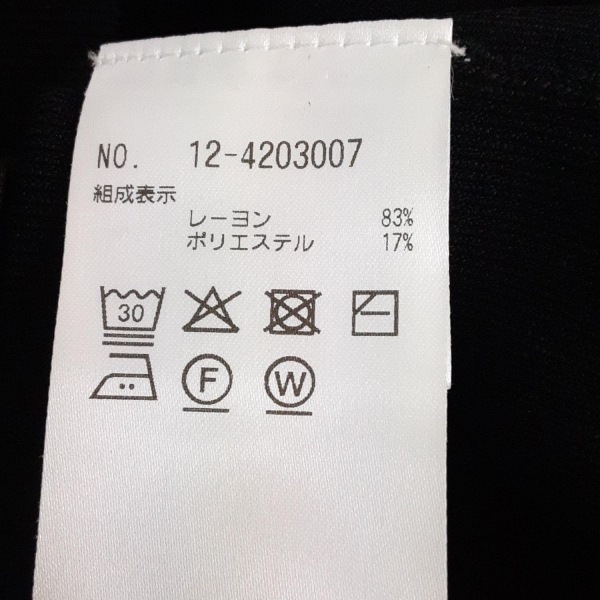 NO. 12-4203007
組成表示
レーヨン 83%
ポリエステル 17%
30
F W